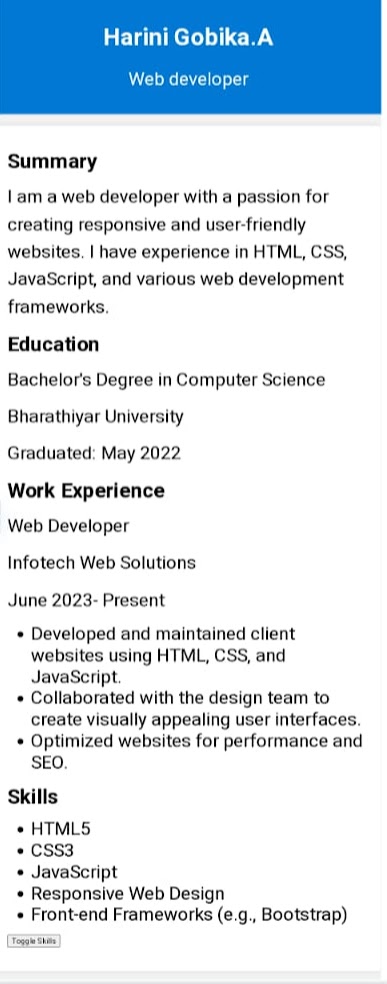 Harini Gobika.A
Web developer
Summary
I am a web developer with a passion for
creating responsive and user-friendly
websites. I have experience in HTML, CSS,
JavaScript, and various web development
frameworks.
Education
Bachelor's Degree in Computer Science
Bharathiyar University
Graduated: May 2022
Work Experience
Web Developer
Infotech Web Solutions
June 2023- Present
• Developed and maintained client
websites using HTML, CSS, and
JavaScript.
• Collaborated with the design team to
create visually appealing user interfaces.
• Optimized websites for performance and
SEO.
Skills
• HTML5
• CSS3
• JavaScript
• Responsive Web Design
• Front-end Frameworks (e.g., Bootstrap)
Toggle Skills